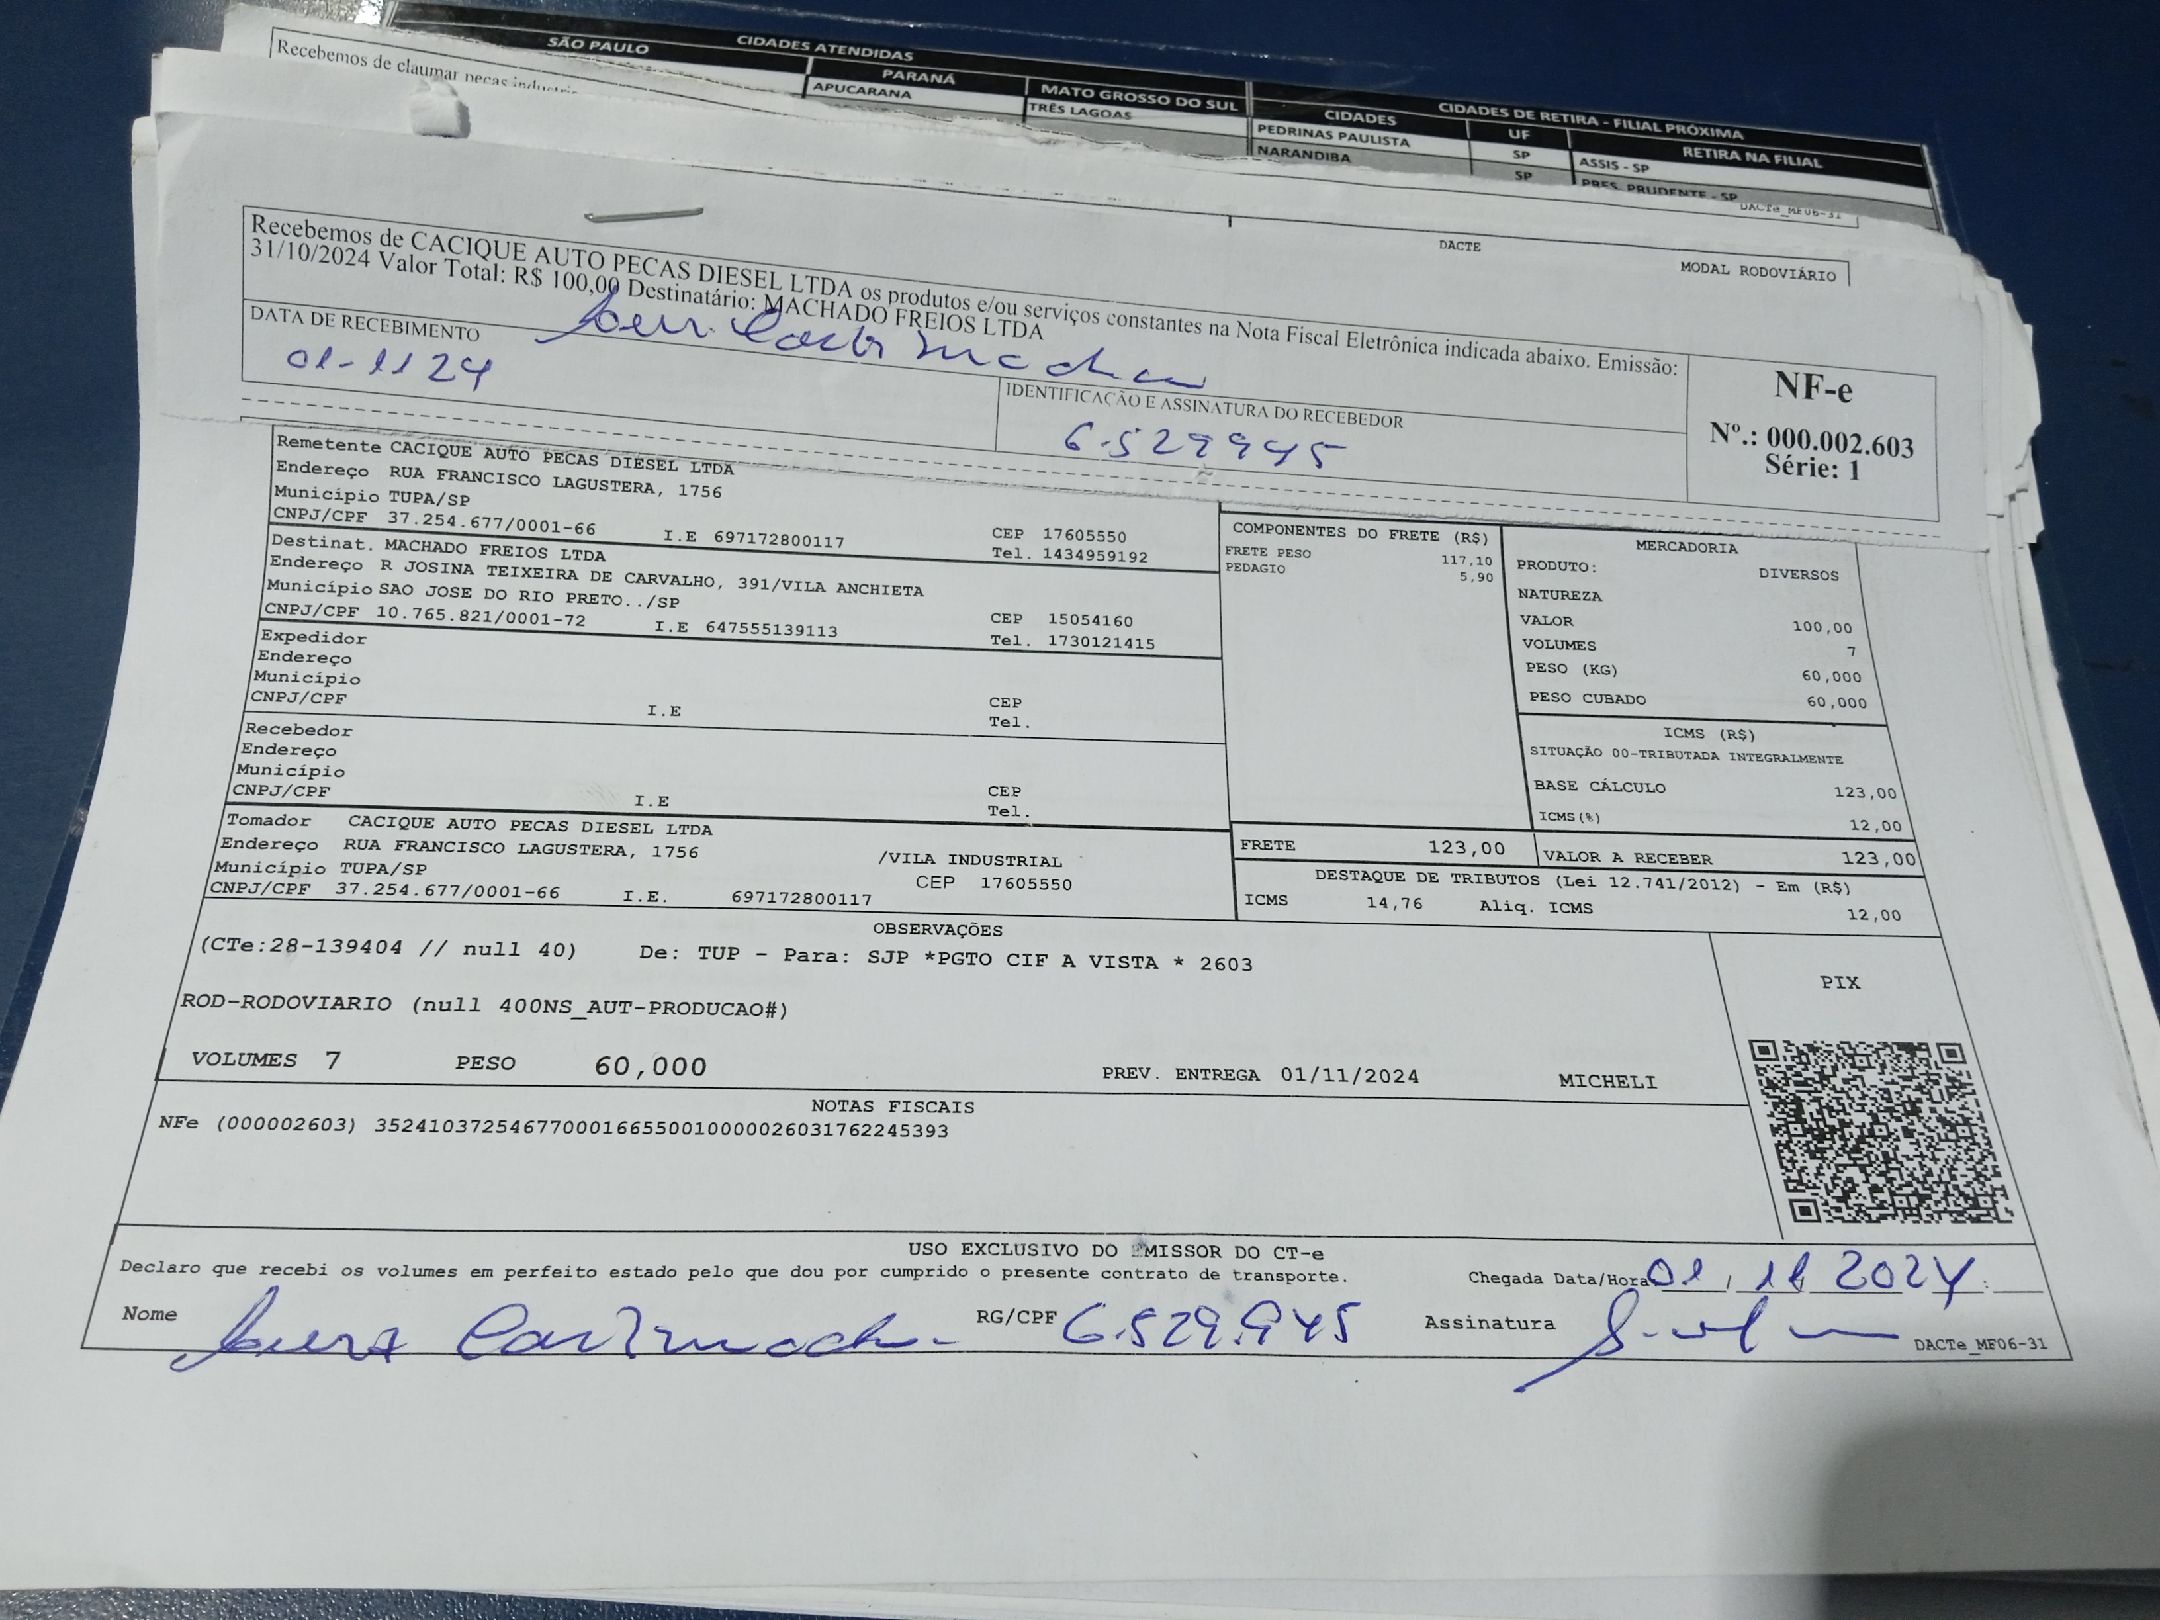 CIDADES ATENDIDAS
SÃO PAULO
PARANÁ
MATO GROSSO DO SUL
CIDADES DE RETIRA - FILIAL PRÓXIMA
APUCARANA
TRÊS LAGOAS
CIDADES
UF
RETIRA NA FILIAL
PEDRINAS PAULISTA
SP
ASSIS - SP
NARANDIBA
SP
PRES. PRUDENTE - SP
Recebemos de claumar peças
DACTe_MF06-31
DACTE
MODAL RODOVIÁRIO
Recebemos de CACIQUE AUTO PECAS DIESEL LTDA os produtos e/ou serviços constantes na Nota Fiscal Eletrônica indicada abaixo. Emissão:
31/10/2024 Valor Total: R$ 100,00 Destinatário: MACHADO FREIOS LTDA
DATA DE RECEBIMENTO
01-11 24
IDENTIFICAÇÃO E ASSINATURA DO RECEBEDOR
6.529945
NF-e
Nº.: 000.002.603
Série: 1
Remetente CACIQUE AUTO PECAS DIESEL LTDA
Endereço RUA FRANCISCO LAGUSTERA, 1756
Município TUPA/SP
CEP 17605550
CNPJ/CPF 37.254.677/0001-66 I.E 697172800117 Tel. 1434959192
Destinat. MACHADO FREIOS LTDA
Endereço R JOSINA TEIXEIRA DE CARVALHO, 391/VILA ANCHIETA
Município SAO JOSE DO RIO PRETO../SP CEP 15054160
CNPJ/CPF 10.765.821/0001-72 I.E 647555139113 Tel. 1730121415
Expedidor
Endereço
Município CEP
CNPJ/CPF I.E Tel.
Recebedor
Endereço
Município CEP
CNPJ/CPF I.E Tel.
Tomador CACIQUE AUTO PECAS DIESEL LTDA
Endereço RUA FRANCISCO LAGUSTERA, 1756 /VILA INDUSTRIAL
Município TUPA/SP CEP 17605550
CNPJ/CPF 37.254.677/0001-66 I.E. 697172800117
COMPONENTES DO FRETE (R$)
FRETE PESO 117,10
PEDAGIO 5,90
MERCADORIA
PRODUTO: DIVERSOS
NATUREZA
VALOR 100,00
VOLUMES 7
PESO (KG) 60,000
PESO CUBADO 60,000
ICMS (R$)
SITUAÇÃO 00-TRIBUTADA INTEGRALMENTE
BASE CÁLCULO 123,00
ICMS(%) 12,00
FRETE 123,00 VALOR A RECEBER 123,00
DESTAQUE DE TRIBUTOS (Lei 12.741/2012) - Em (R$)
ICMS 14,76 Aliq. ICMS 12,00
OBSERVAÇÕES
(CTe:28-139404 // null 40) De: TUP - Para: SJP *PGTO CIF A VISTA * 2603
ROD-RODOVIARIO (null 400NS_AUT-PRODUCAO#)
PIX
VOLUMES 7 PESO 60,000 PREV. ENTREGA 01/11/2024 MICHELI
NOTAS FISCAIS
NFe (000002603) 35241037254677000166550010000026031762245393
USO EXCLUSIVO DO EMISSOR DO CT-e
Declaro que recebi os volumes em perfeito estado pelo que dou por cumprido o presente contrato de transporte.
Chegada Data/Hora 01 / 11 2024 :
Nome
RG/CPF 6.529.945
Assinatura
DACTe_MF06-31